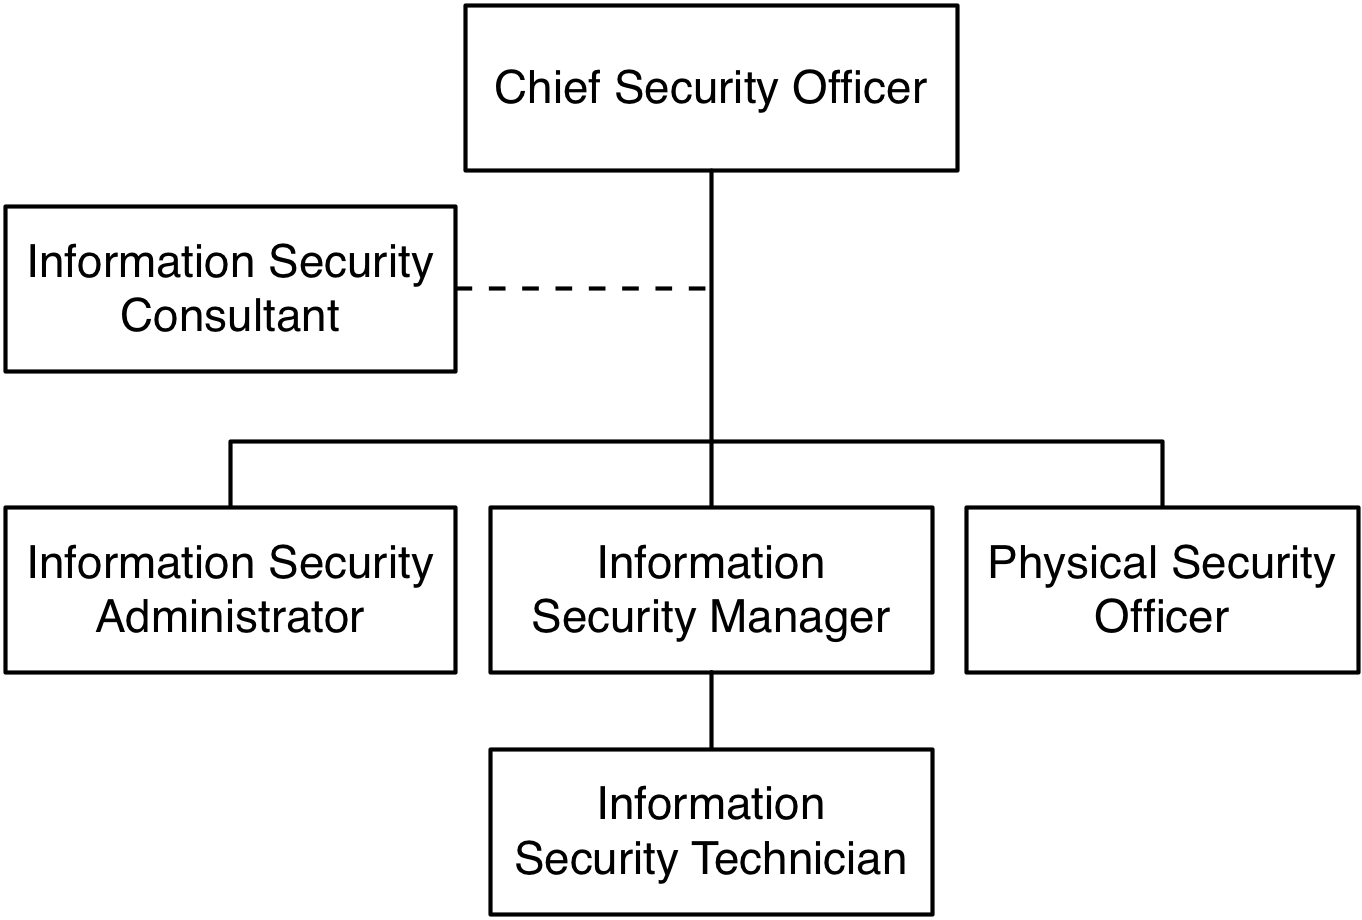 Chief Security Officer
Information Security
Consultant
Information Security
Administrator
Information
Security Manager
Physical Security
Officer
Information
Security Technician